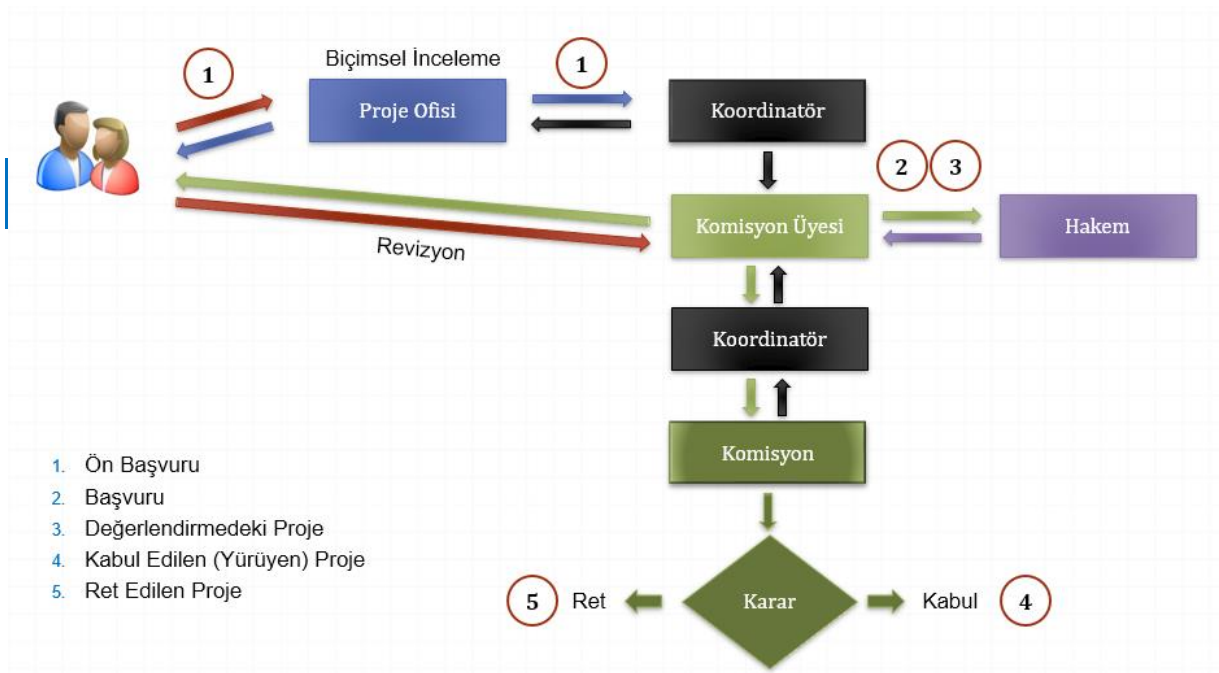 Biçimsel İnceleme
1
1
Proje Ofisi
Koordinatör
2 3
Komisyon Üyesi
Hakem
Revizyon
Koordinatör
Komisyon
1. Ön Başvuru
2. Başvuru
3. Değerlendirmedeki Proje
4. Kabul Edilen (Yürüyen) Proje
5. Ret Edilen Proje
5 Ret
Karar
Kabul 4